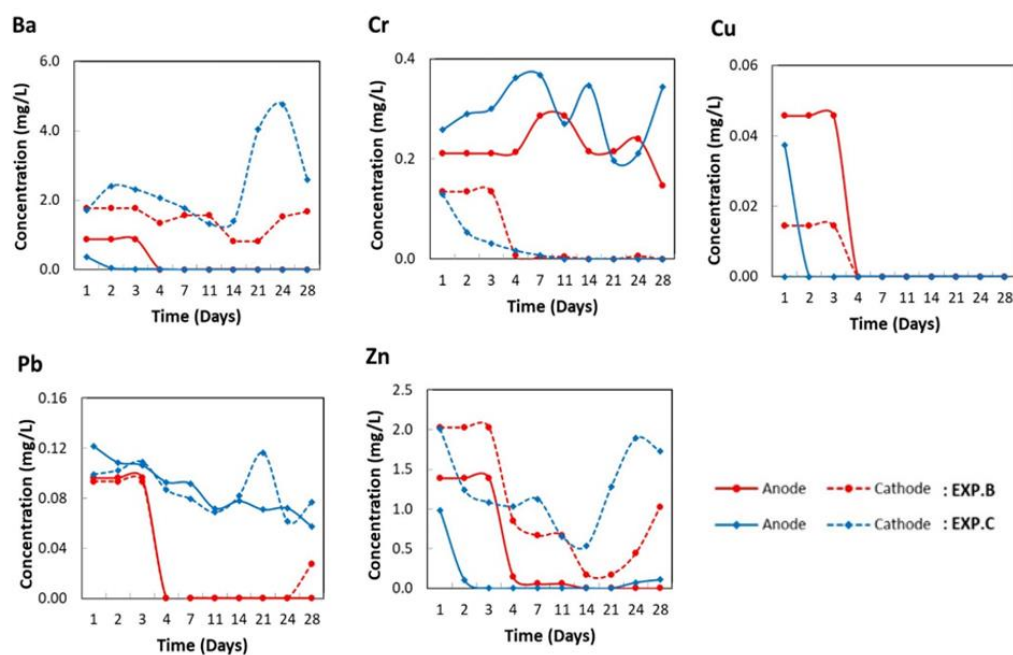 Ba
Concentration (mg/L)
6.0
4.0
2.0
0.0
1 2 3 4 7 11 14 21 24 28
Time (Days)
Cr
Concentration (mg/L)
0.4
0.2
0.0
1 2 3 4 7 11 14 21 24 28
Time (Days)
Cu
Concentration (mg/L)
0.06
0.04
0.02
0.00
1 2 3 4 7 11 14 21 24 28
Time (Days)
Pb
Concentration (mg/L)
0.16
0.12
0.08
0.04
0.00
1 2 3 4 7 11 14 21 24 28
Time (Days)
Zn
Concentration (mg/L)
2.5
2.0
1.5
1.0
0.5
0.0
1 2 3 4 7 11 14 21 24 28
Time (Days)
Anode Cathode : EXP.B
Anode Cathode : EXP.C